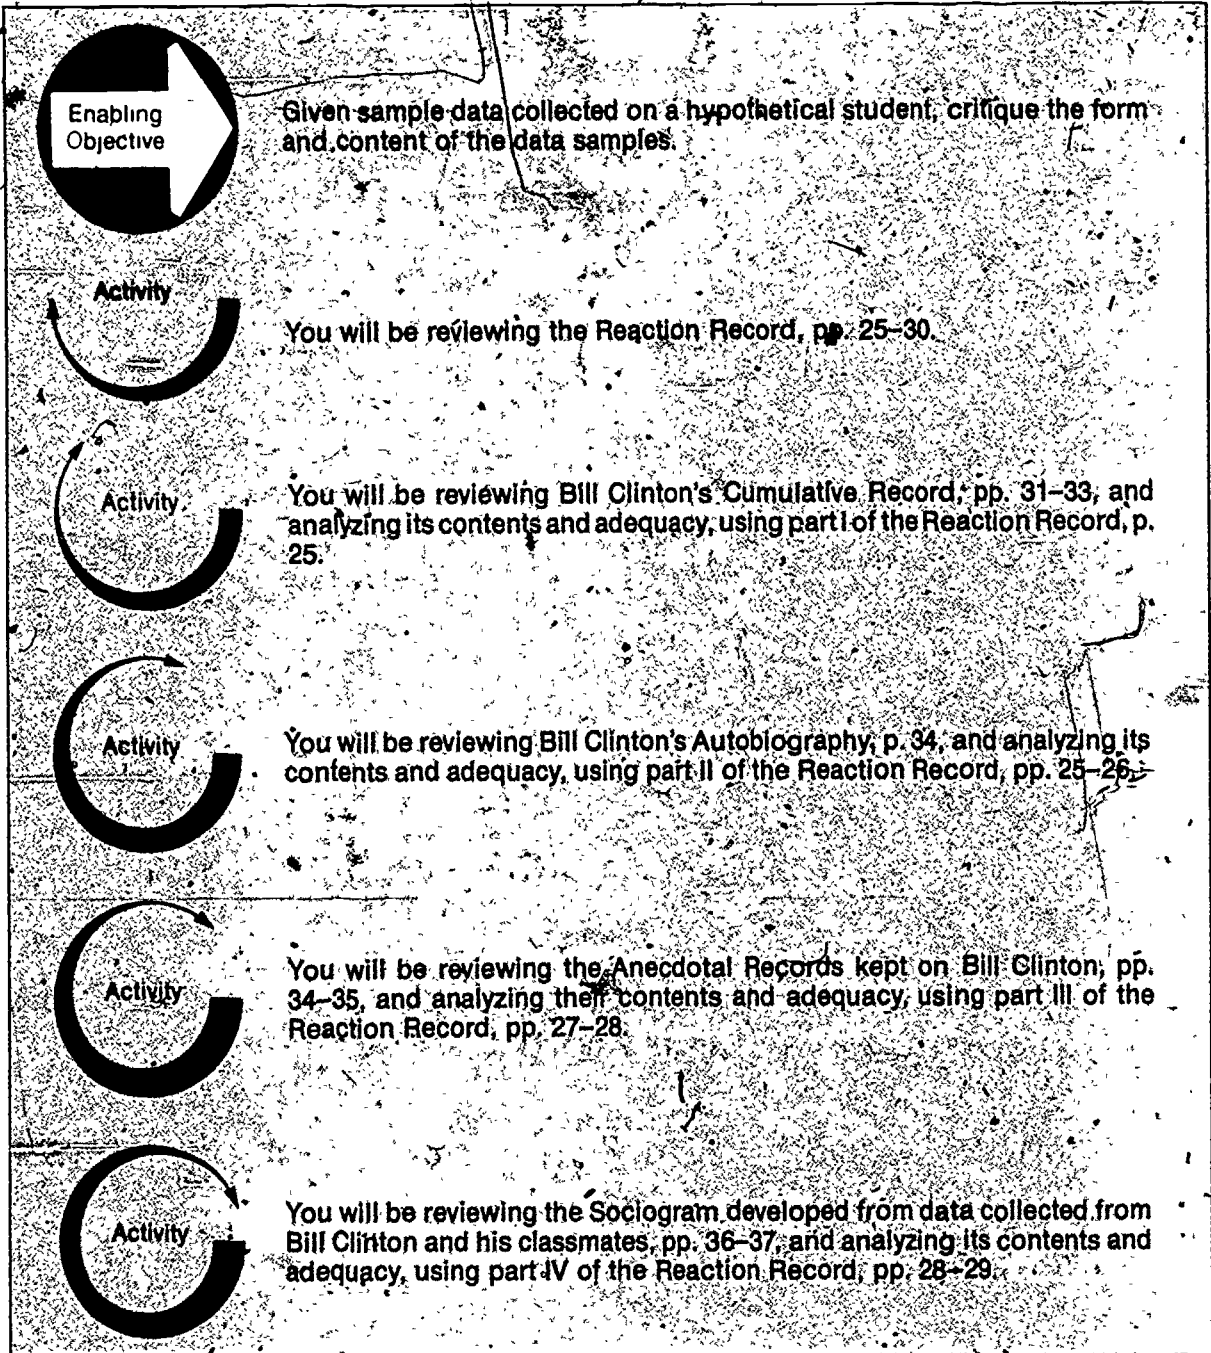 Enabling
Objective
Given sample data collected on a hypothetical student, critique the form
and content of the data samples.
Activity
You will be reviewing the Reaction Record, pp. 25–30.
Activity
You will be reviewing Bill Clinton's Cumulative Record, pp. 31–33, and
analyzing its contents and adequacy, using part I of the Reaction Record, p.
25.
Activity
You will be reviewing Bill Clinton's Autobiography, p. 34, and analyzing its
contents and adequacy, using part II of the Reaction Record, pp. 25–26.
Activity
You will be reviewing the Anecdotal Records kept on Bill Clinton, pp.
34–35, and analyzing their contents and adequacy, using part III of the
Reaction Record, pp. 27–28.
Activity
You will be reviewing the Sociogram developed from data collected from
Bill Clinton and his classmates, pp. 36–37, and analyzing its contents and
adequacy, using part IV of the Reaction Record, pp. 28–29.